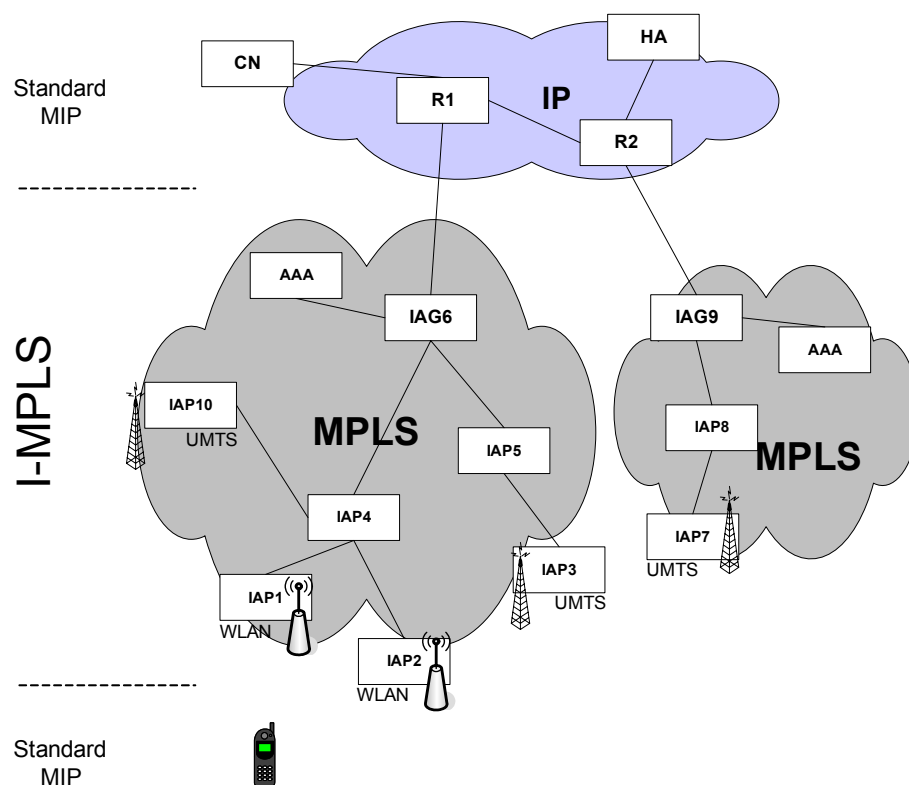 HA
CN
Standard
MIP
IP
R1
R2
AAA
IAG6
IAG9
AAA
I-MPLS
IAP10
UMTS
MPLS
IAP8
IAP5
MPLS
IAP4
IAP7
UMTS
IAP3
UMTS
IAP1
WLAN
IAP2
WLAN
Standard
MIP